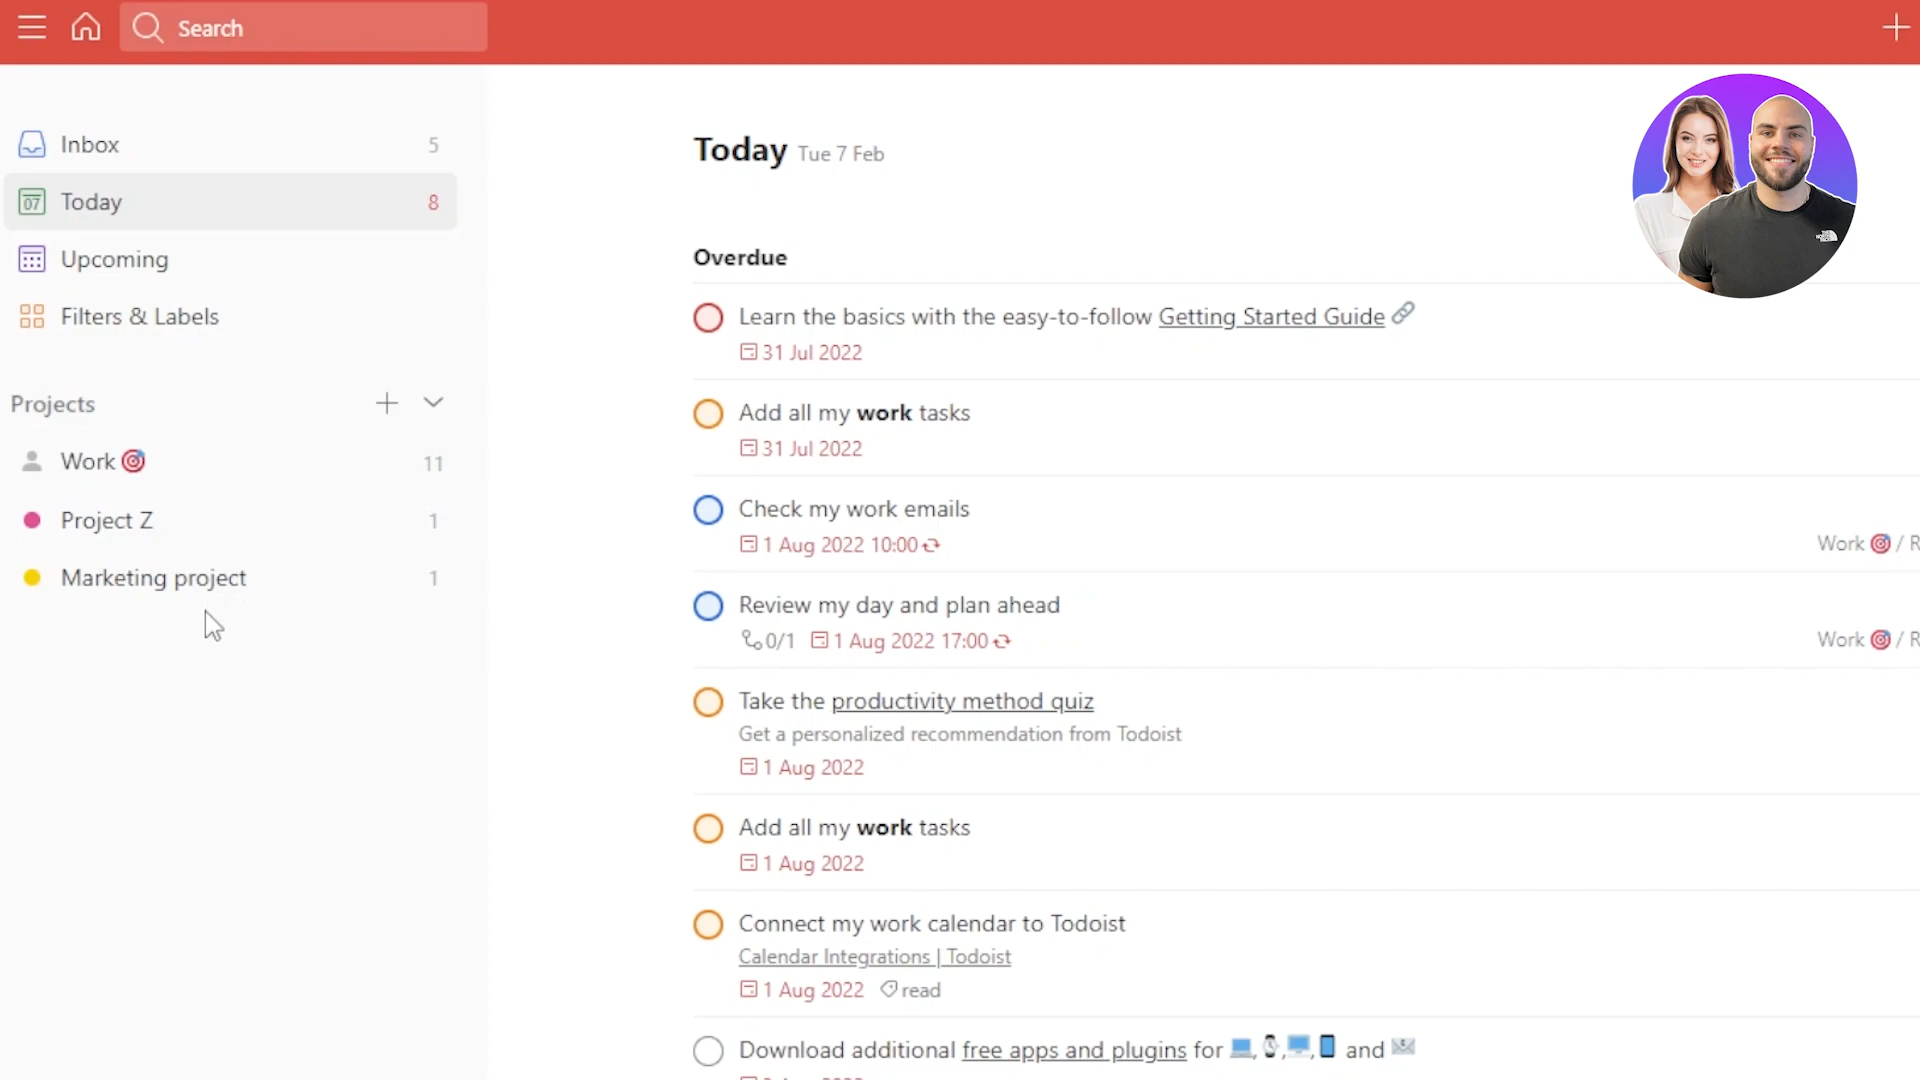 Search
Inbox 5
07 Today 8
Upcoming
Filters & Labels
Projects
Work 🎯 11
Project Z 1
Marketing project 1
Today Tue 7 Feb
Overdue
Learn the basics with the easy-to-follow Getting Started Guide 🔗
31 Jul 2022
Add all my work tasks
31 Jul 2022
Check my work emails
1 Aug 2022 10:00
Work 🎯 / R
Review my day and plan ahead
0/1 1 Aug 2022 17:00
Work 🎯 / R
Take the productivity method quiz
Get a personalized recommendation from Todoist
1 Aug 2022
Add all my work tasks
1 Aug 2022
Connect my work calendar to Todoist
Calendar Integrations | Todoist
1 Aug 2022 read
Download additional free apps and plugins for 💻,⌚,🖥,📱 and 📧